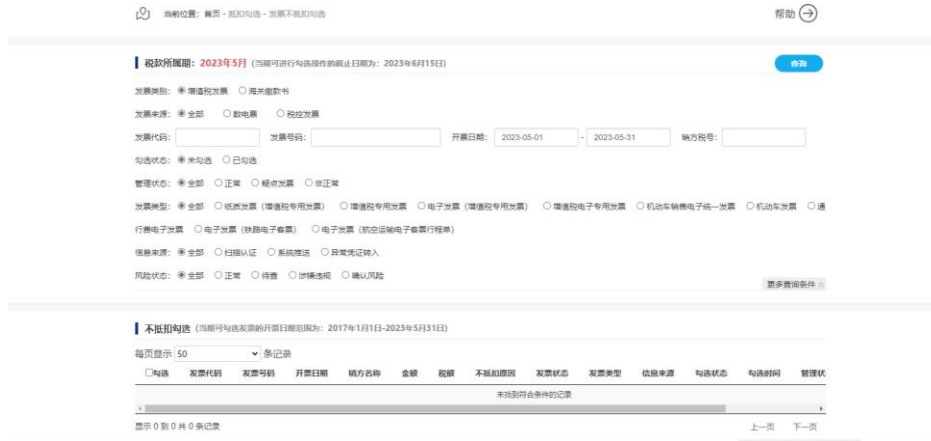 当前位置：首页 - 抵扣勾选 - 发票不抵扣勾选
帮助
税款所属期：2023年5月（当期可进行勾选操作的截止日期为：2023年6月15日）
查询
发票类别： 增值税发票 海关缴款书
发票来源： 全部 数电票 税控发票
发票代码： 发票号码： 开票日期： 2023-05-01 - 2023-05-31 销方税号：
勾选状态： 未勾选 已勾选
管理状态： 全部 正常 疑点发票 非正常
发票类型： 全部 纸质发票（增值税专用发票） 增值税专用发票 电子发票（增值税专用发票） 增值税电子专用发票 机动车销售电子统一发票 机动车发票 通
行费电子发票 电子发票（铁路电子客票） 电子发票（航空运输电子客票行程单）
信息来源： 全部 扫描认证 系统推送 异常凭证转入
风险状态： 全部 正常 待查 涉嫌违规 确认风险
更多查询条件
不抵扣勾选（当期可勾选发票的开票日期范围为：2017年1月1日-2023年5月31日）
每页显示 50 条记录
勾选 发票代码 发票号码 开票日期 销方名称 金额 税额 不抵扣原因 发票状态 发票类型 信息来源 勾选状态 勾选时间 管理状
未找到符合条件的记录
显示 0 到 0 共 0 条记录
上一页 下一页